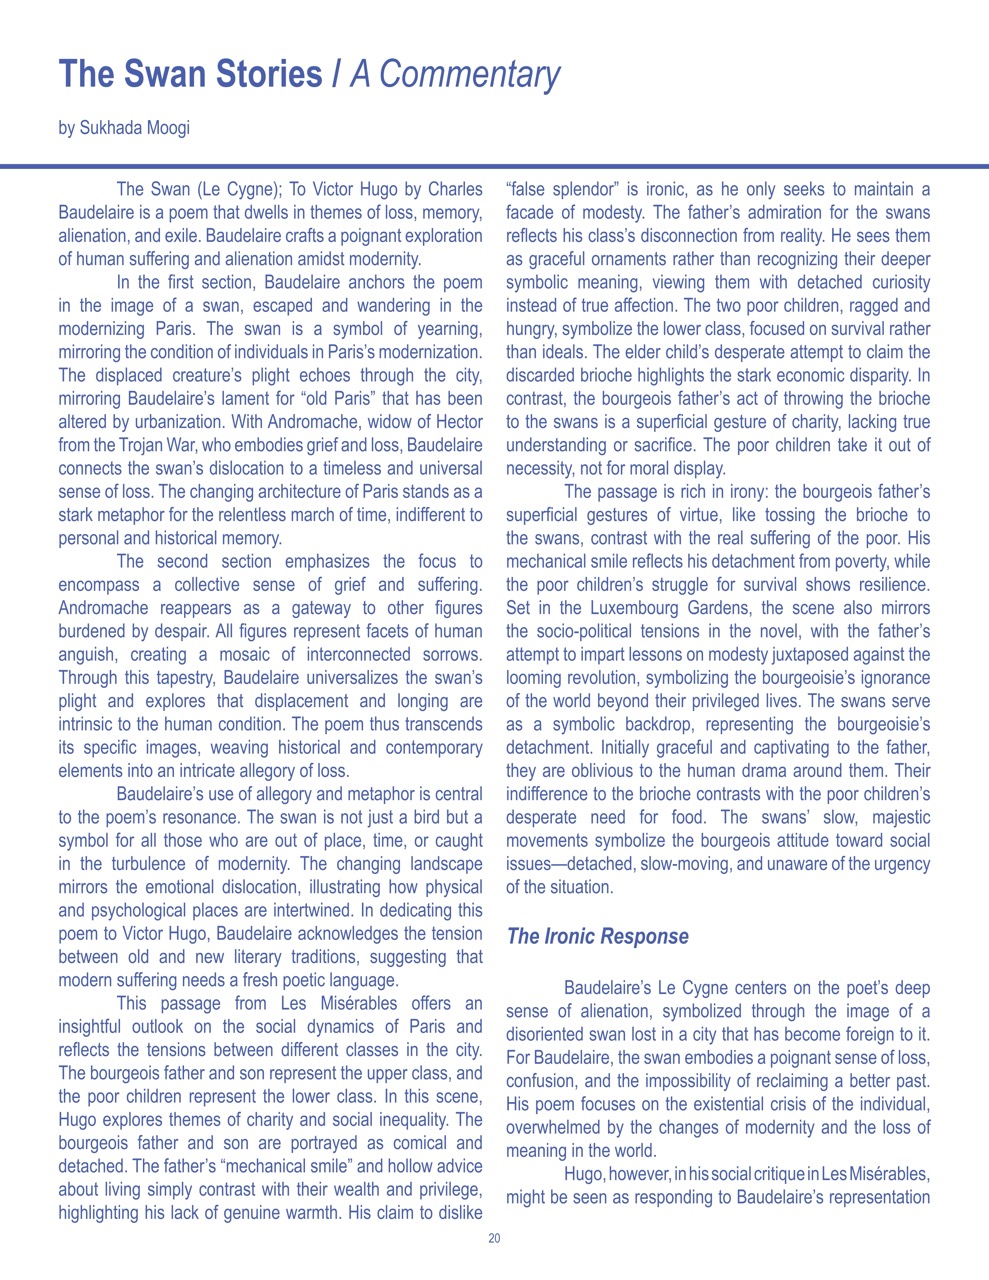 The Swan Stories / A Commentary
by Sukhada Moogi
The Swan (Le Cygne); To Victor Hugo by Charles
Baudelaire is a poem that dwells in themes of loss, memory,
alienation, and exile. Baudelaire crafts a poignant exploration
of human suffering and alienation amidst modernity.
In the first section, Baudelaire anchors the poem
in the image of a swan, escaped and wandering in the
modernizing Paris. The swan is a symbol of yearning,
mirroring the condition of individuals in Paris’s modernization.
The displaced creature’s plight echoes through the city,
mirroring Baudelaire’s lament for “old Paris” that has been
altered by urbanization. With Andromache, widow of Hector
from the Trojan War, who embodies grief and loss, Baudelaire
connects the swan’s dislocation to a timeless and universal
sense of loss. The changing architecture of Paris stands as a
stark metaphor for the relentless march of time, indifferent to
personal and historical memory.
The second section emphasizes the focus to
encompass a collective sense of grief and suffering.
Andromache reappears as a gateway to other figures
burdened by despair. All figures represent facets of human
anguish, creating a mosaic of interconnected sorrows.
Through this tapestry, Baudelaire universalizes the swan’s
plight and explores that displacement and longing are
intrinsic to the human condition. The poem thus transcends
its specific images, weaving historical and contemporary
elements into an intricate allegory of loss.
Baudelaire’s use of allegory and metaphor is central
to the poem’s resonance. The swan is not just a bird but a
symbol for all those who are out of place, time, or caught
in the turbulence of modernity. The changing landscape
mirrors the emotional dislocation, illustrating how physical
and psychological places are intertwined. In dedicating this
poem to Victor Hugo, Baudelaire acknowledges the tension
between old and new literary traditions, suggesting that
modern suffering needs a fresh poetic language.
This passage from Les Misérables offers an
insightful outlook on the social dynamics of Paris and
reflects the tensions between different classes in the city.
The bourgeois father and son represent the upper class, and
the poor children represent the lower class. In this scene,
Hugo explores themes of charity and social inequality. The
bourgeois father and son are portrayed as comical and
detached. The father’s “mechanical smile” and hollow advice
about living simply contrast with their wealth and privilege,
highlighting his lack of genuine warmth. His claim to dislike
“false splendor” is ironic, as he only seeks to maintain a
facade of modesty. The father’s admiration for the swans
reflects his class’s disconnection from reality. He sees them
as graceful ornaments rather than recognizing their deeper
symbolic meaning, viewing them with detached curiosity
instead of true affection. The two poor children, ragged and
hungry, symbolize the lower class, focused on survival rather
than ideals. The elder child’s desperate attempt to claim the
discarded brioche highlights the stark economic disparity. In
contrast, the bourgeois father’s act of throwing the brioche
to the swans is a superficial gesture of charity, lacking true
understanding or sacrifice. The poor children take it out of
necessity, not for moral display.
The passage is rich in irony: the bourgeois father’s
superficial gestures of virtue, like tossing the brioche to
the swans, contrast with the real suffering of the poor. His
mechanical smile reflects his detachment from poverty, while
the poor children’s struggle for survival shows resilience.
Set in the Luxembourg Gardens, the scene also mirrors
the socio-political tensions in the novel, with the father’s
attempt to impart lessons on modesty juxtaposed against the
looming revolution, symbolizing the bourgeoisie’s ignorance
of the world beyond their privileged lives. The swans serve
as a symbolic backdrop, representing the bourgeoisie’s
detachment. Initially graceful and captivating to the father,
they are oblivious to the human drama around them. Their
indifference to the brioche contrasts with the poor children’s
desperate need for food. The swans’ slow, majestic
movements symbolize the bourgeois attitude toward social
issues—detached, slow-moving, and unaware of the urgency
of the situation.
The Ironic Response
Baudelaire’s Le Cygne centers on the poet’s deep
sense of alienation, symbolized through the image of a
disoriented swan lost in a city that has become foreign to it.
For Baudelaire, the swan embodies a poignant sense of loss,
confusion, and the impossibility of reclaiming a better past.
His poem focuses on the existential crisis of the individual,
overwhelmed by the changes of modernity and the loss of
meaning in the world.
Hugo, however, in his social critique in Les Misérables,
might be seen as responding to Baudelaire’s representation
20